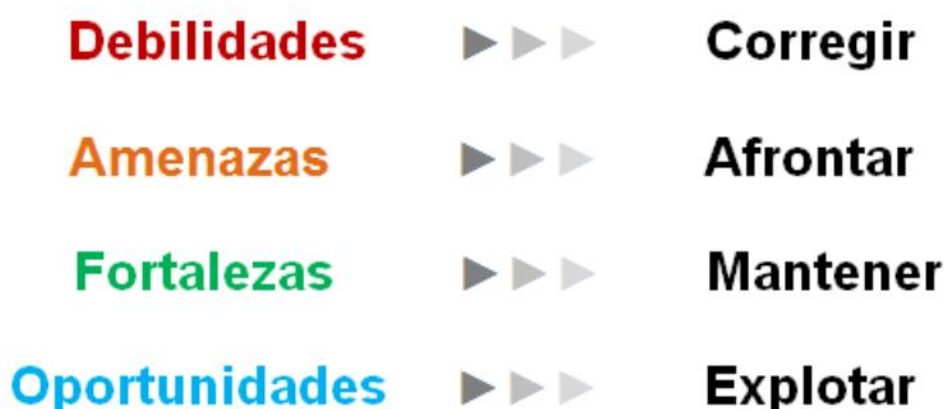 Debilidades Corregir
Amenazas Afrontar
Fortalezas Mantener
Oportunidades Explotar